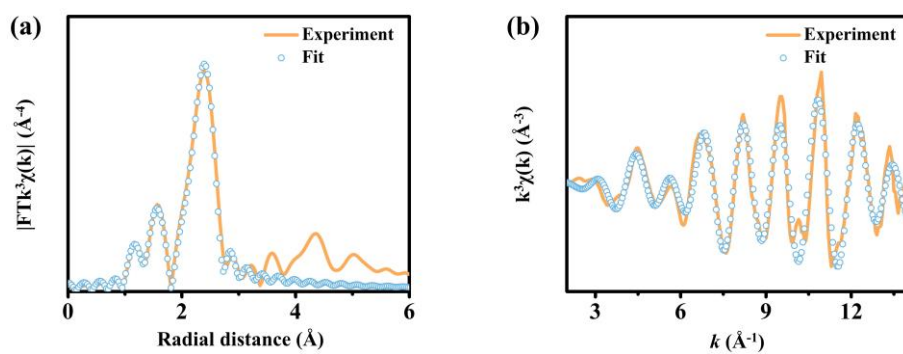 (a)
Experiment
Fit
|FTk³χ(k)| (Å⁻⁴)
0 2 4 6
Radial distance (Å)
(b)
Experiment
Fit
k³χ(k) (Å⁻³)
3 6 9 12
k (Å⁻¹)